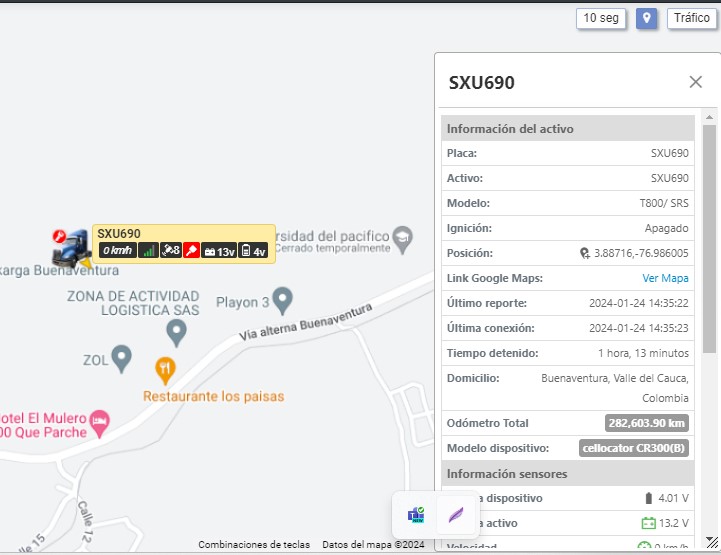 10 seg
Tráfico
SXU690
Información del activo
Placa: SXU690
Activo: SXU690
Modelo: T800/ SRS
Ignición: Apagado
Posición: 3.88716,-76.986005
Link Google Maps: Ver Mapa
Último reporte: 2024-01-24 14:35:22
Última conexión: 2024-01-24 14:35:23
Tiempo detenido: 1 hora, 13 minutos
Domicilio: Buenaventura, Valle del Cauca,
Colombia
Odómetro Total 282,603.90 km
Modelo dispositivo: cellocator CR300(B)
Información sensores
dispositivo 4.01 V
activo 13.2 V
Velocidad 0 km/h
SXU690
0 km/h 8 13v 4v
rsidad del pacífico
Cerrado temporalmente
karga Buenaventura
ZONA DE ACTIVIDAD
LOGISTICA SAS
Playon 3
Vía alterna Buenaventura
ZOL
Restaurante los paisas
otel El Mulero
00 Que Parche
Calle 12
lle 15
Combinaciones de teclas
Datos del mapa ©2024